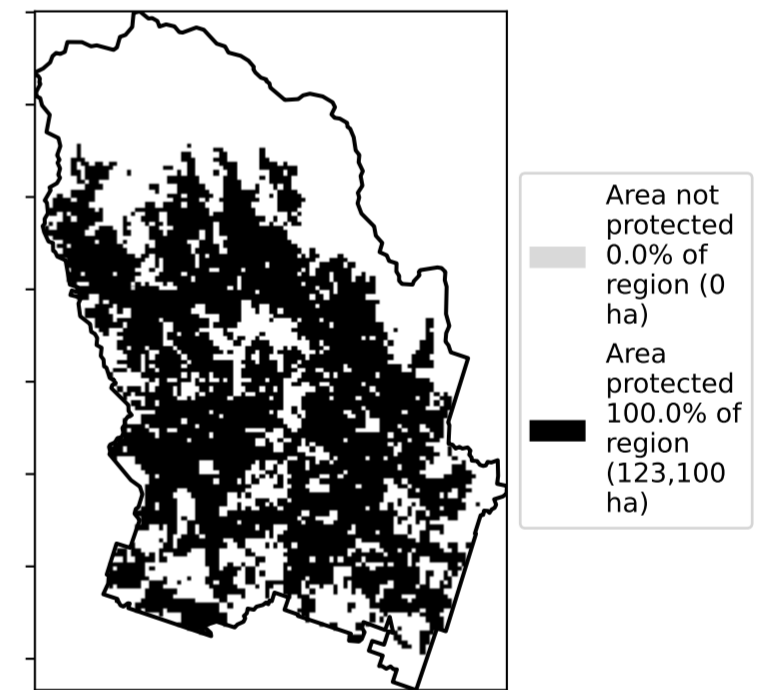 Area not
protected
0.0% of
region (0
ha)
Area
protected
100.0% of
region
(123,100
ha)